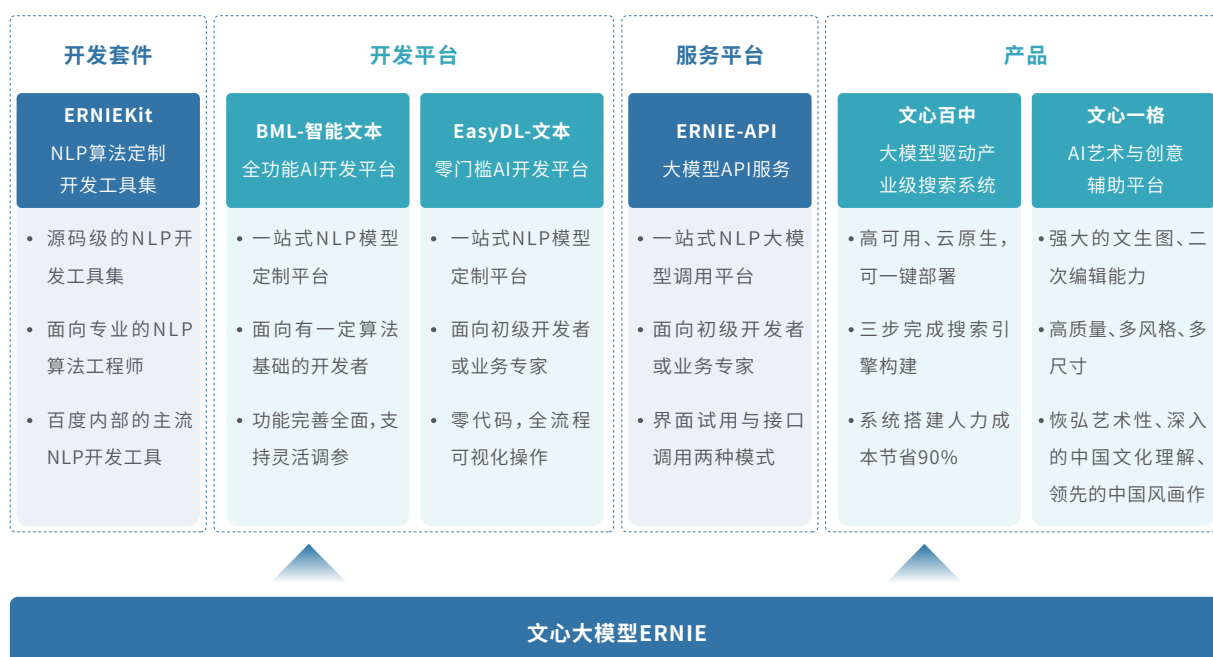 开发套件
ERNIEKit
NLP算法定制
开发工具集
• 源码级的NLP开
发工具集
• 面向专业的NLP
算法工程师
• 百度内部的主流
NLP开发工具
开发平台
BML-智能文本
全功能AI开发平台
• 一站式NLP模型
定制平台
• 面向有一定算法
基础的开发者
• 功能完善全面,支
持灵活调参
EasyDL-文本
零门槛AI开发平台
• 一站式NLP模型
定制平台
• 面向初级开发者
或业务专家
• 零代码,全流程
可视化操作
服务平台
ERNIE-API
大模型API服务
• 一站式NLP大模
型调用平台
• 面向初级开发者
或业务专家
• 界面试用与接口
调用两种模式
产品
文心百中
大模型驱动产
业级搜索系统
• 高可用、云原生,
可一键部署
• 三步完成搜索引
擎构建
• 系统搭建人力成
本节省90%
文心一格
AI艺术与创意
辅助平台
• 强大的文生图、二
次编辑能力
• 高质量、多风格、多
尺寸
• 恢弘艺术性、深入
的中国文化理解、
领先的中国风画作
文心大模型ERNIE